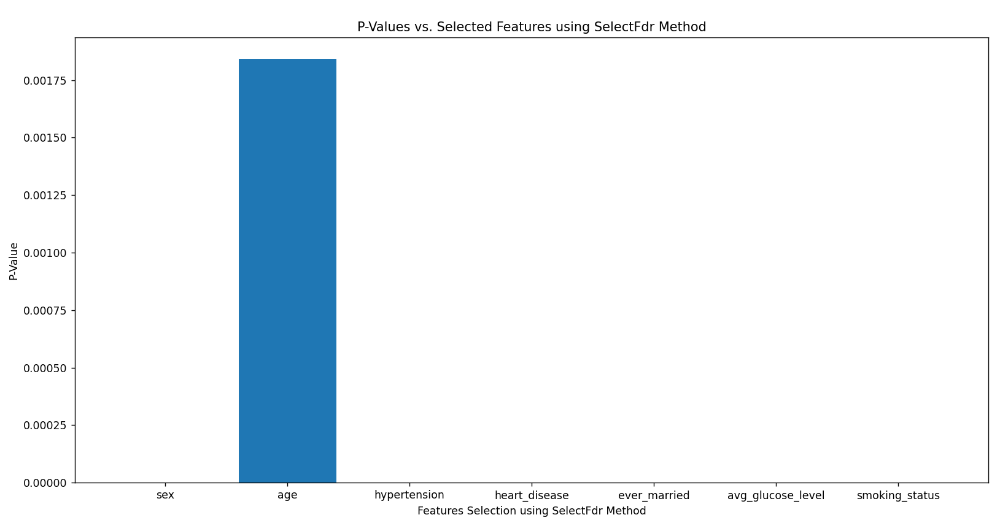 P-Values vs. Selected Features using SelectFdr Method
P-Value
0.00175
0.00150
0.00125
0.00100
0.00075
0.00050
0.00025
0.00000
sex age hypertension heart_disease ever_married avg_glucose_level smoking_status
Features Selection using SelectFdr Method